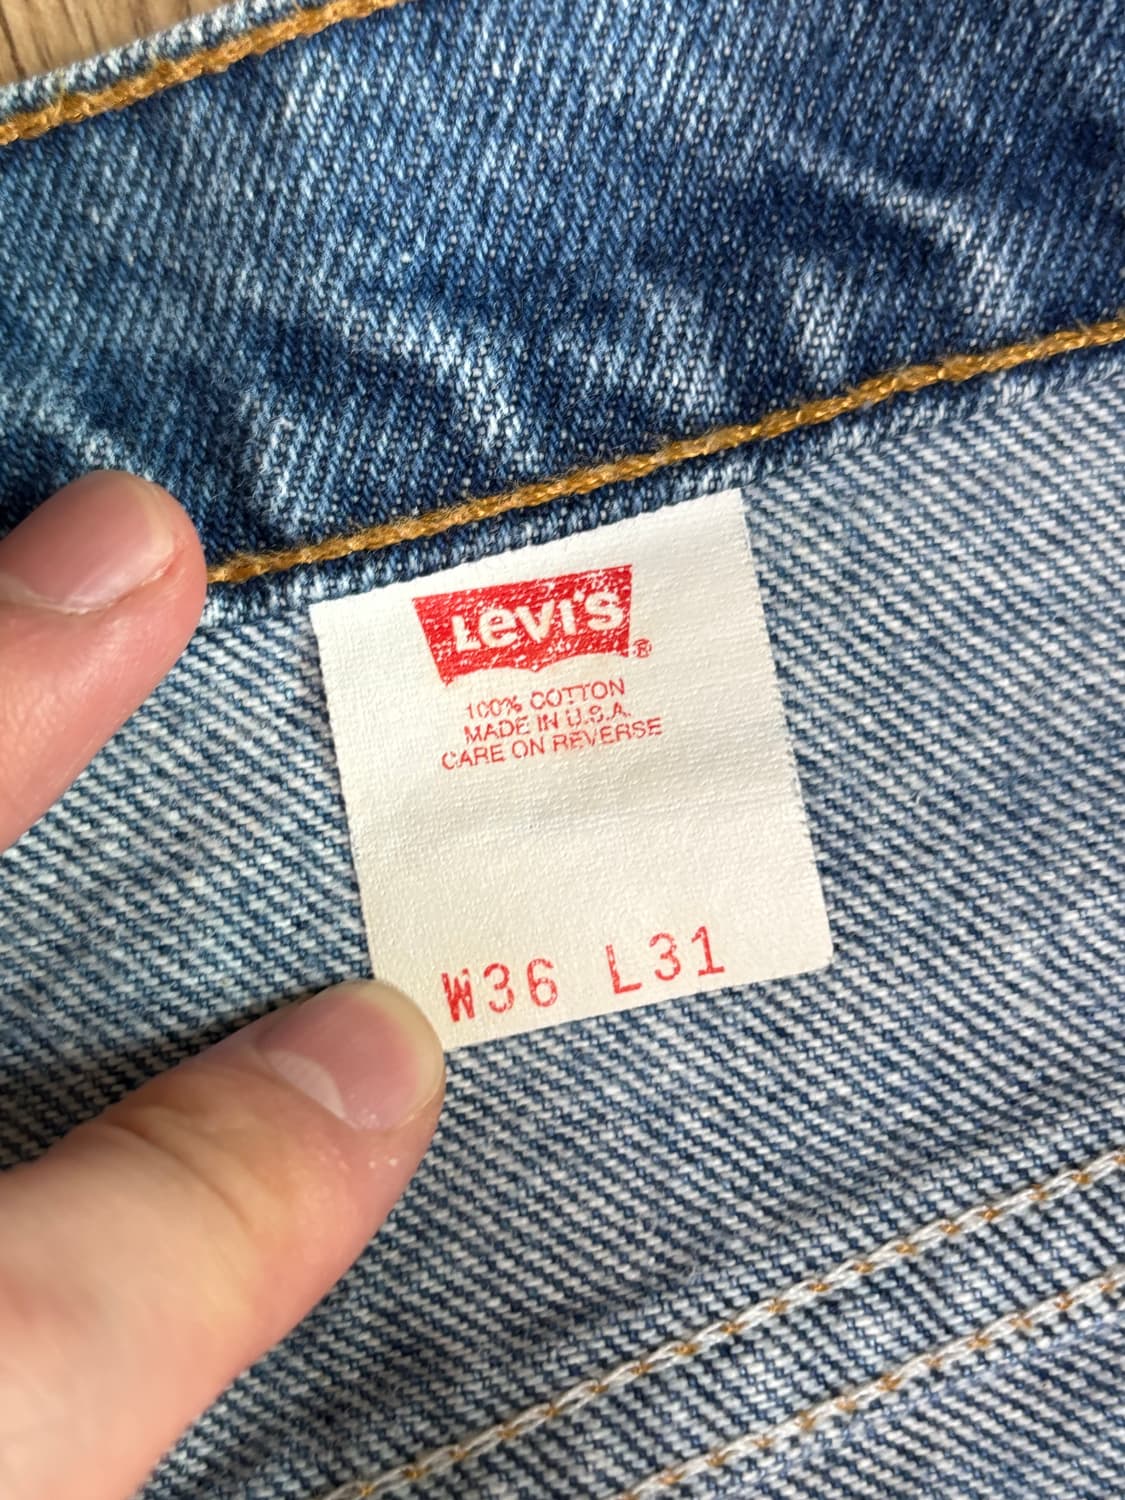 Levi's ®
100% COTTON
MADE IN U.S.A.
CARE ON REVERSE
W36 L31